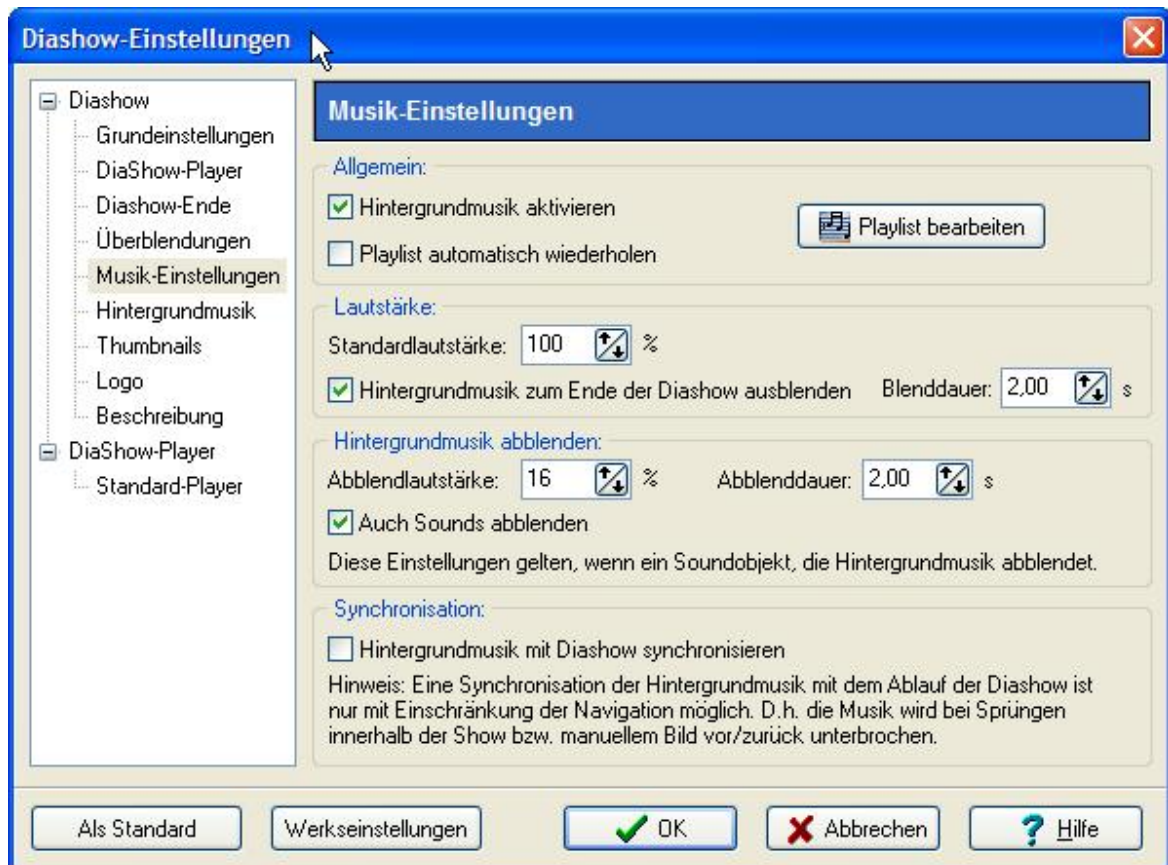 Diashow-Einstellungen
Diashow
Grundeinstellungen
DiaShow-Player
Diashow-Ende
Überblendungen
Musik-Einstellungen
Hintergrundmusik
Thumbnails
Logo
Beschreibung
DiaShow-Player
Standard-Player
Musik-Einstellungen
Allgemein:
Hintergrundmusik aktivieren
Playlist bearbeiten
Playlist automatisch wiederholen
Lautstärke:
Standardlautstärke: 100 %
Hintergrundmusik zum Ende der Diashow ausblenden Blenddauer: 2,00 s
Hintergrundmusik abblenden:
Abblendlautstärke: 16 % Abblenddauer: 2,00 s
Auch Sounds abblenden
Diese Einstellungen gelten, wenn ein Soundobjekt, die Hintergrundmusik abblendet.
Synchronisation:
Hintergrundmusik mit Diashow synchronisieren
Hinweis: Eine Synchronisation der Hintergrundmusik mit dem Ablauf der Diashow ist
nur mit Einschränkung der Navigation möglich. D.h. die Musik wird bei Sprüngen
innerhalb der Show bzw. manuellem Bild vor/zurück unterbrochen.
Als Standard Werkseinstellungen OK Abbrechen Hilfe